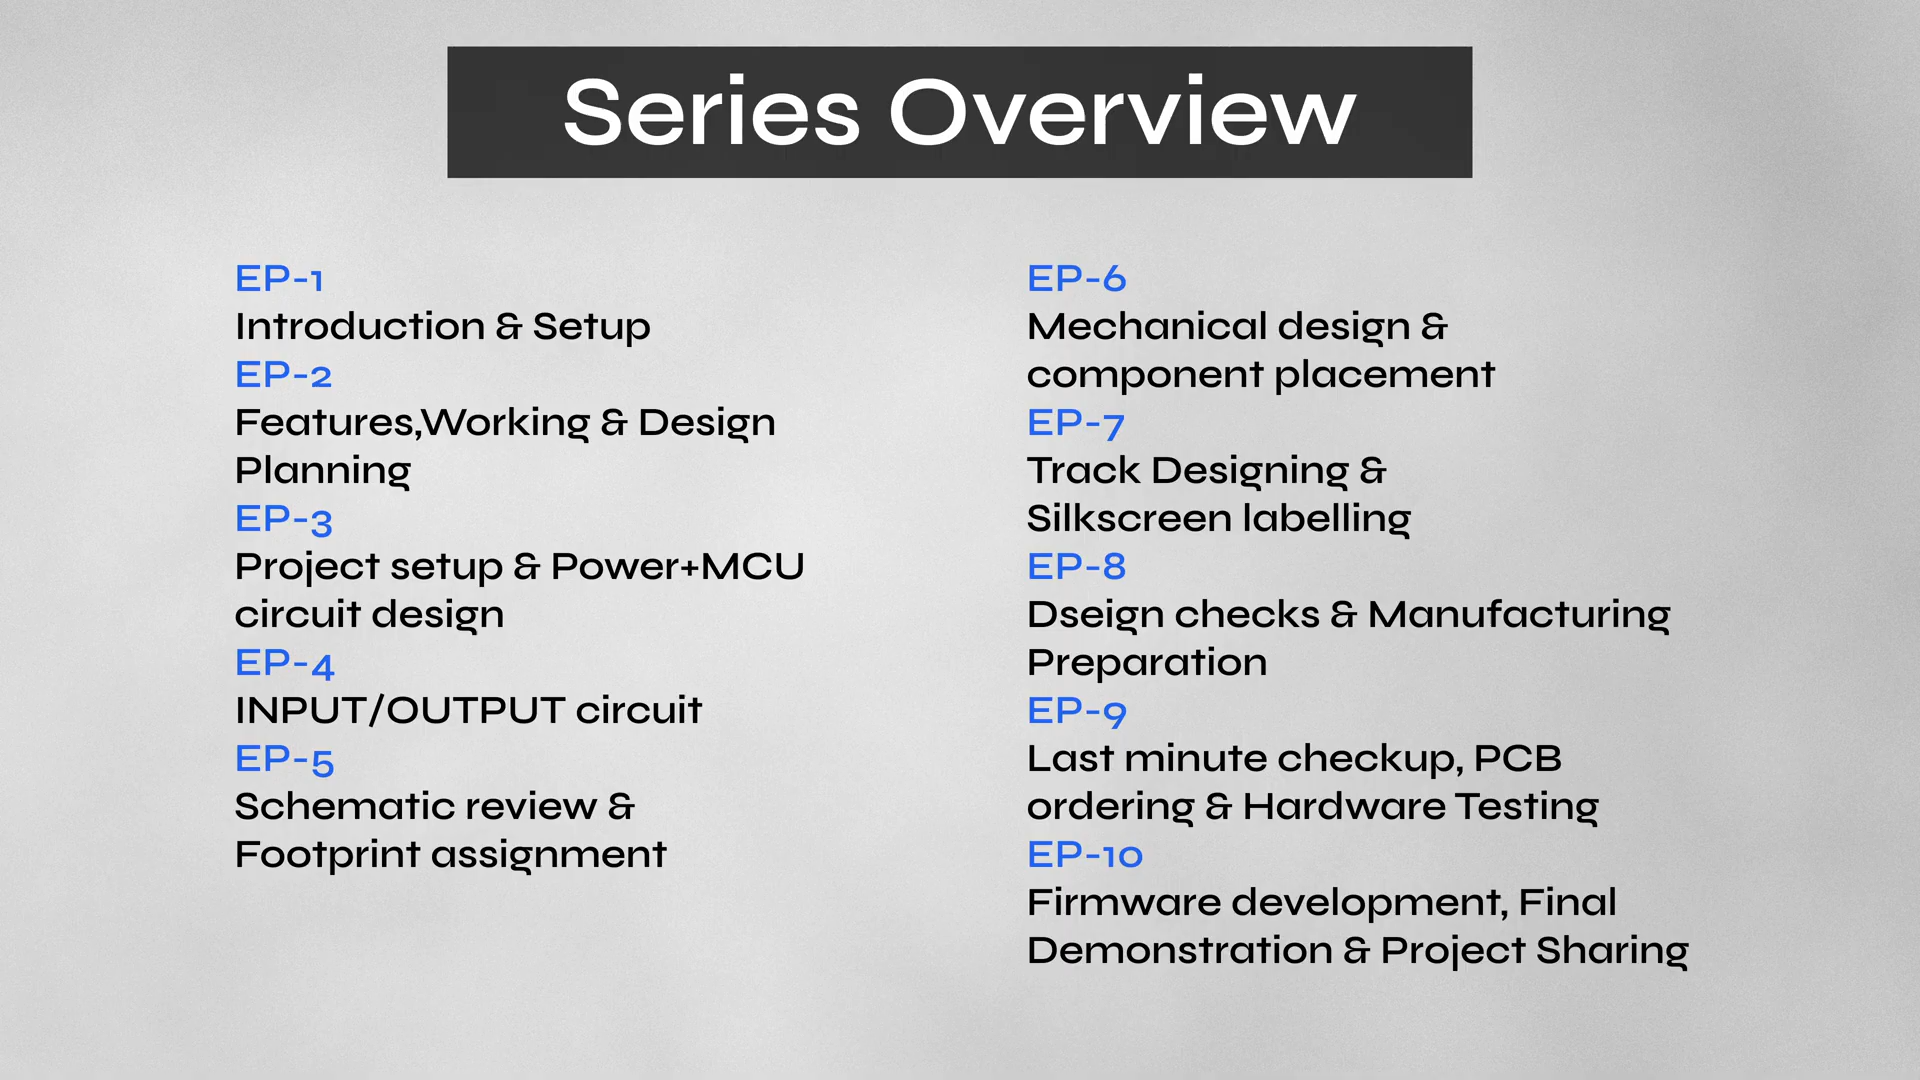 Series Overview
EP-1
Introduction & Setup
EP-2
Features,Working & Design
Planning
EP-3
Project setup & Power+MCU
circuit design
EP-4
INPUT/OUTPUT circuit
EP-5
Schematic review &
Footprint assignment
EP-6
Mechanical design &
component placement
EP-7
Track Designing &
Silkscreen labelling
EP-8
Dseign checks & Manufacturing
Preparation
EP-9
Last minute checkup, PCB
ordering & Hardware Testing
EP-10
Firmware development, Final
Demonstration & Project Sharing